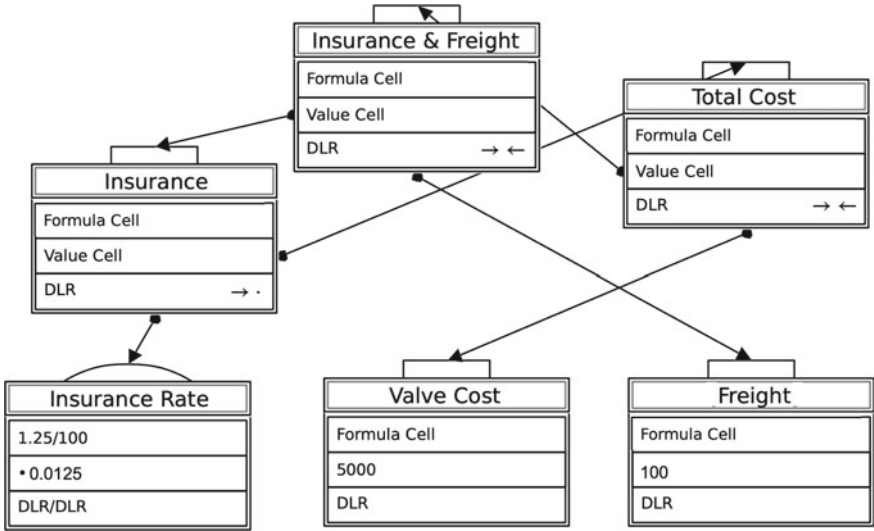 Insurance & Freight
Formula Cell
Value Cell
DLR → ←
Total Cost
Formula Cell
Value Cell
DLR → ←
Insurance
Formula Cell
Value Cell
DLR → ·
Insurance Rate
1.25/100
• 0.0125
DLR/DLR
Valve Cost
Formula Cell
5000
DLR
Freight
Formula Cell
100
DLR